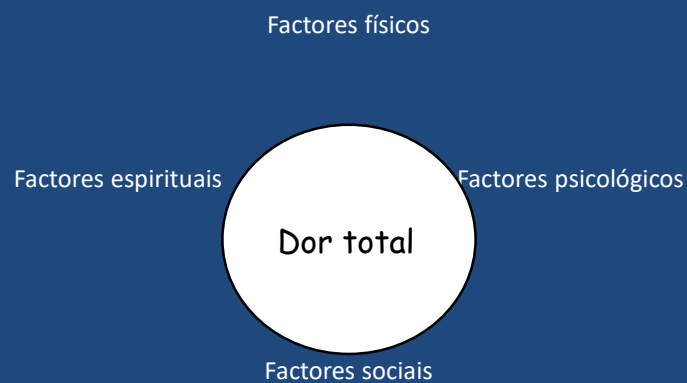 Factores físicos
Factores espirituais
Factores psicológicos
Dor total
Factores sociais